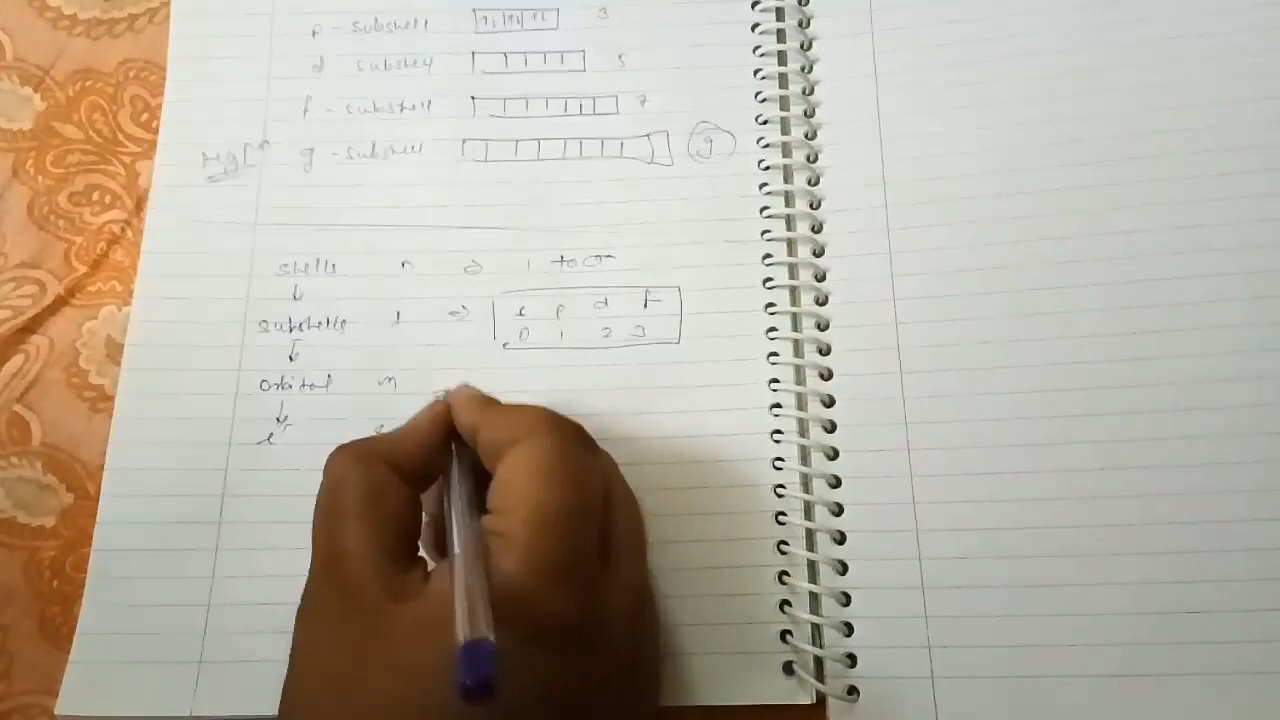 p - subshell 3
d subshell 5
f - subshell 7
g - subshell 9
shells n ⇒ 1 to ∞
↓
subshells l ⇒ s p d f
0 1 2 3
↓
orbital m
↓
e⁻ s